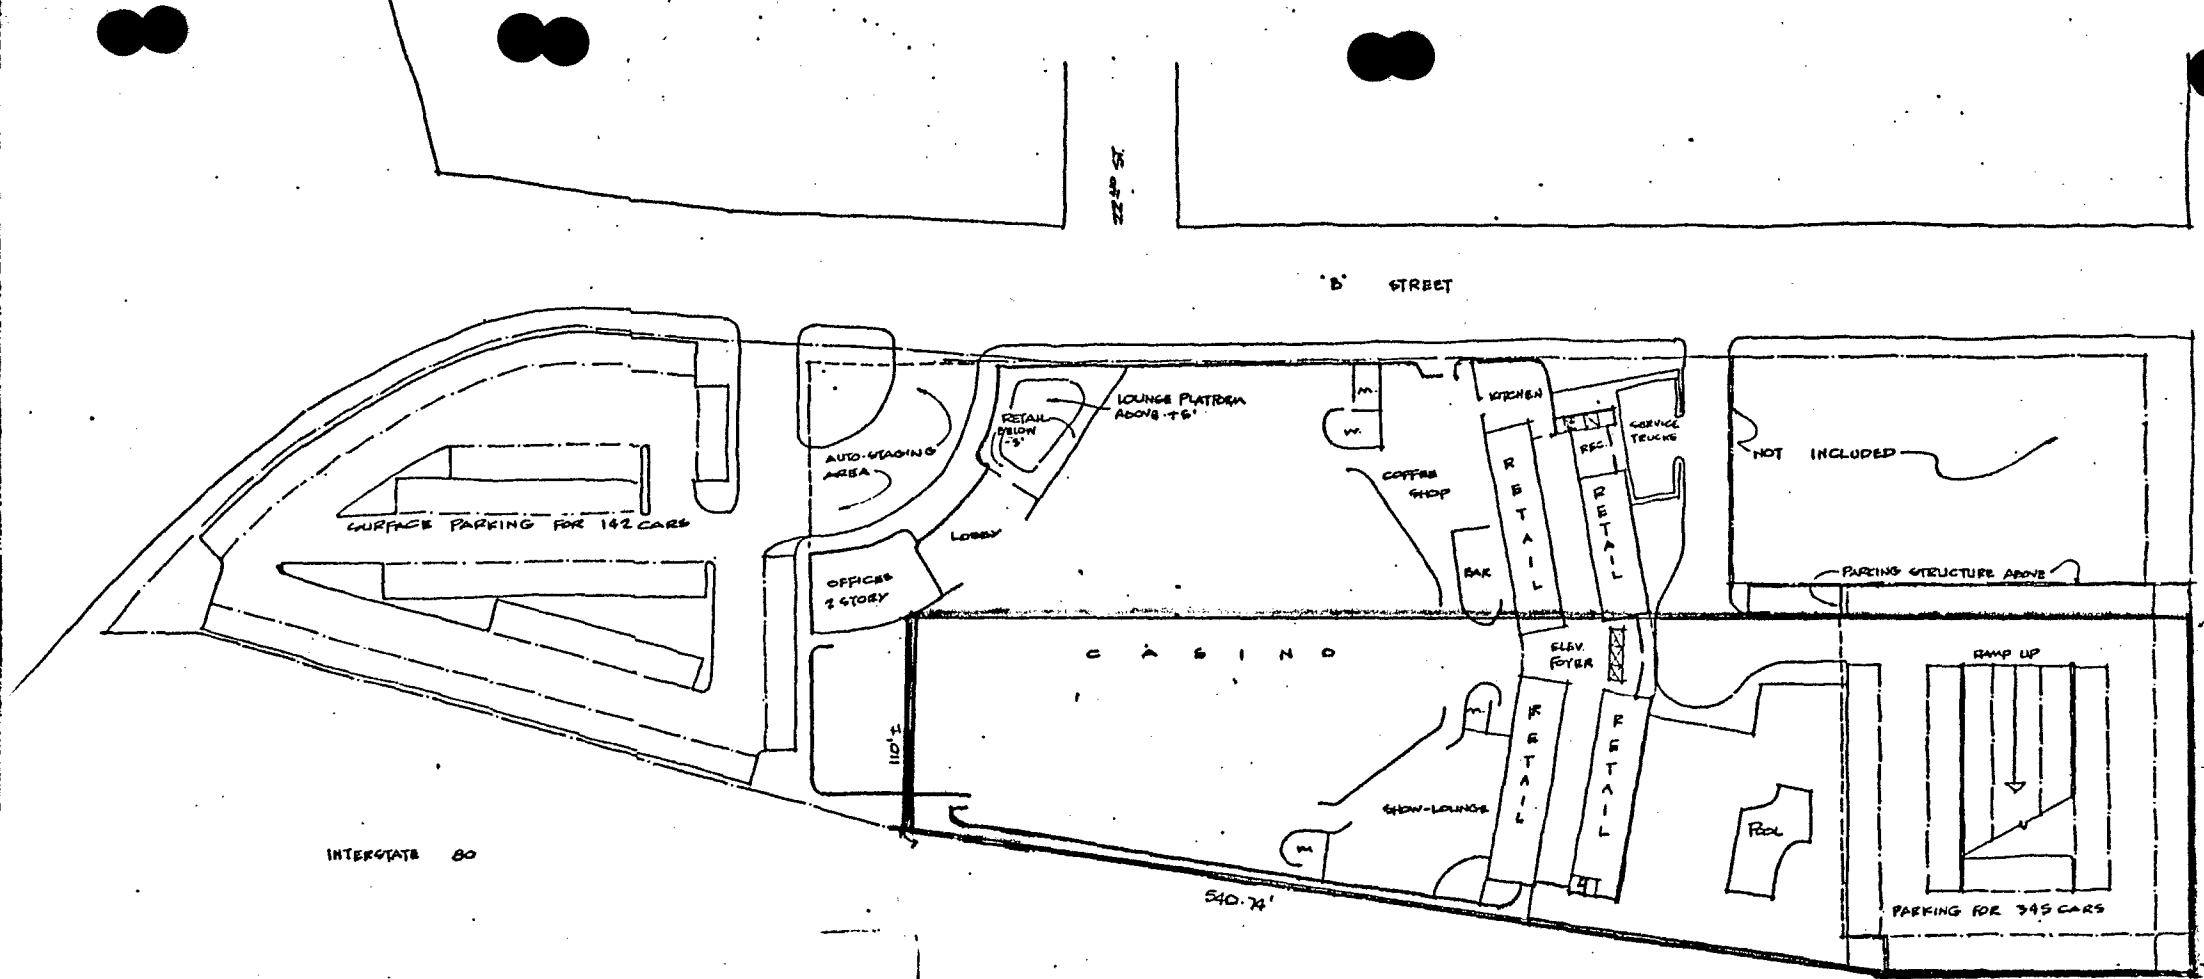 22ND ST.
"B" STREET
LOUNGE PLATFORM
ABOVE +5'
RETAIL
BELOW
-5'
M.
W.
KITCHEN
REC.
SERVICE
TRUCKS
AUTO-STAGING
AREA
COFFEE
SHOP
RETAIL
RETAIL
NOT INCLUDED
SURFACE PARKING FOR 142 CARS
LOBBY
BAR
OFFICES
2 STORY
PARKING STRUCTURE ABOVE
CASINO
ELEV.
FOYER
RAMP UP
M.
RETAIL
RETAIL
110'±
SHOW-LOUNGE
POOL
INTERSTATE 80
540.74'
PARKING FOR 345 CARS